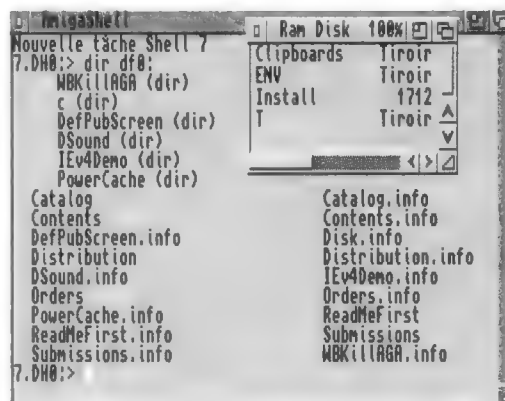 AmigaShell
Nouvelle tâche Shell 7
7.DH0:> dir df0:
WBKillAGA (dir)
c (dir)
DefPubScreen (dir)
DSound (dir)
IEv4Demo (dir)
PowerCache (dir)
Catalog Catalog.info
Contents Contents.info
DefPubScreen.info Disk.info
Distribution Distribution.info
DSound.info IEv4Demo.info
Orders Orders.info
PowerCache.info ReadMeFirst
ReadMeFirst.info Submissions
Submissions.info WBKillAGA.info
7.DH0:>
Ram Disk 100%
Clipboards Tiroir
ENV Tiroir
Install 1712
T Tiroir